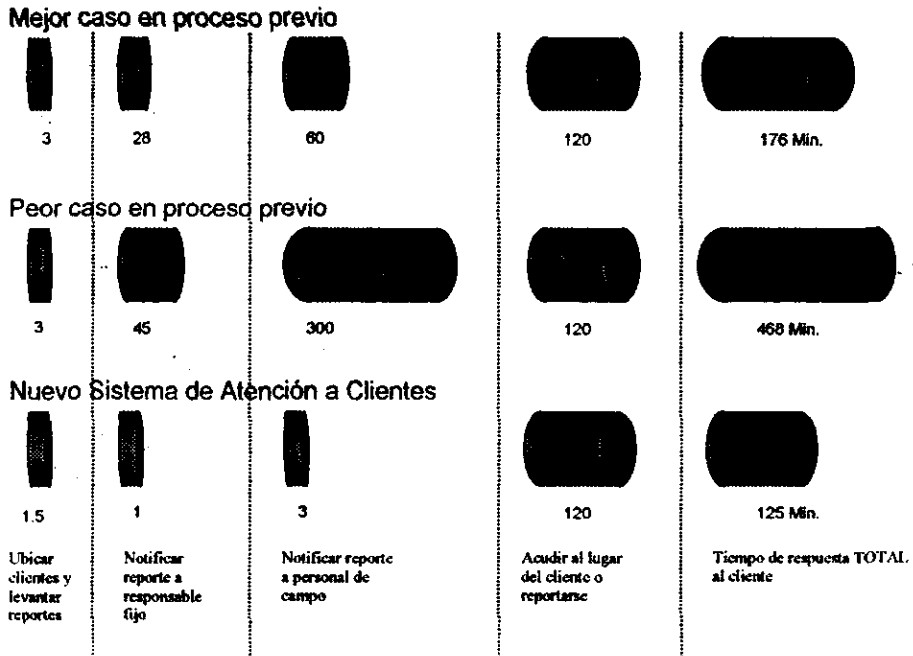 Mejor caso en proceso previo
3 28 60 120 176 Min.
Peor caso en proceso previo
3 45 300 120 468 Min.
Nuevo Sistema de Atención a Clientes
1.5 1 3 120 125 Min.
Ubicar clientes y levantar reportes
Notificar reporte a responsable fijo
Notificar reporte a personal de campo
Acudir al lugar del cliente o reportarse
Tiempo de respuesta TOTAL al cliente